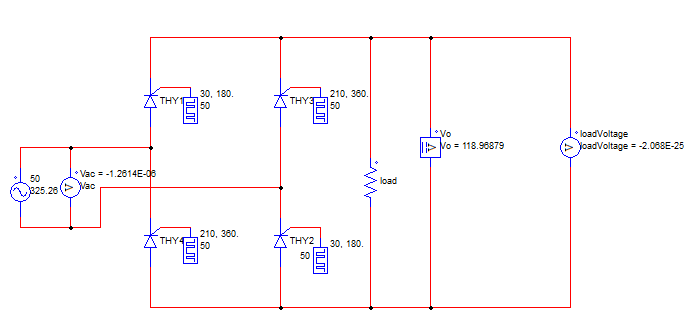 30, 180.
THY1
50
210, 360.
THY3
50
Vo
Vo = 118.96879
loadVoltage
loadVoltage = -2.068E-25
50
325.26
Vac = -1.2614E-06
Vac
load
210, 360.
THY4
50
THY2
30, 180.
50